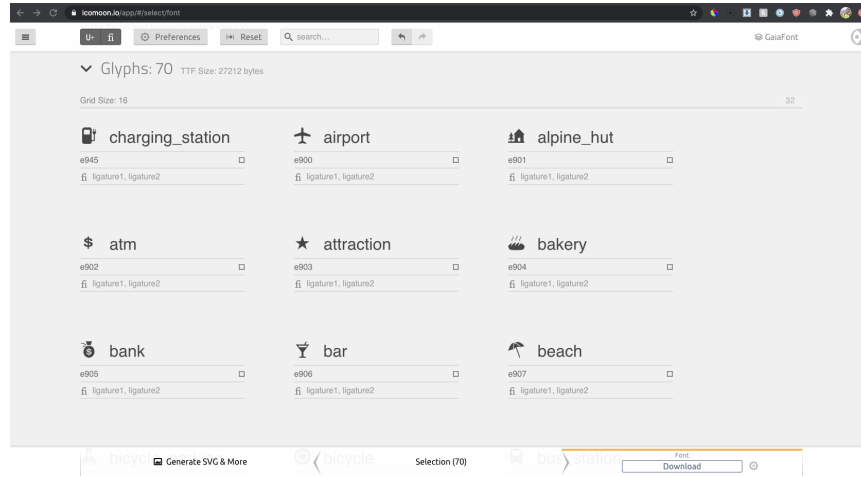 icomoon.io/app/#/select/font
U+ fi Preferences Reset search... GaiaFont
Glyphs: 70 TTF Size: 27212 bytes
Grid Size: 16 32
charging_station airport alpine_hut
e945 e900 e901
fi ligature1, ligature2 fi ligature1, ligature2 fi ligature1, ligature2
$ atm attraction bakery
e902 e903 e904
fi ligature1, ligature2 fi ligature1, ligature2 fi ligature1, ligature2
bank bar beach
e905 e906 e907
fi ligature1, ligature2 fi ligature1, ligature2 fi ligature1, ligature2
bicycle bus_station
Generate SVG & More Selection (70) Font
Download